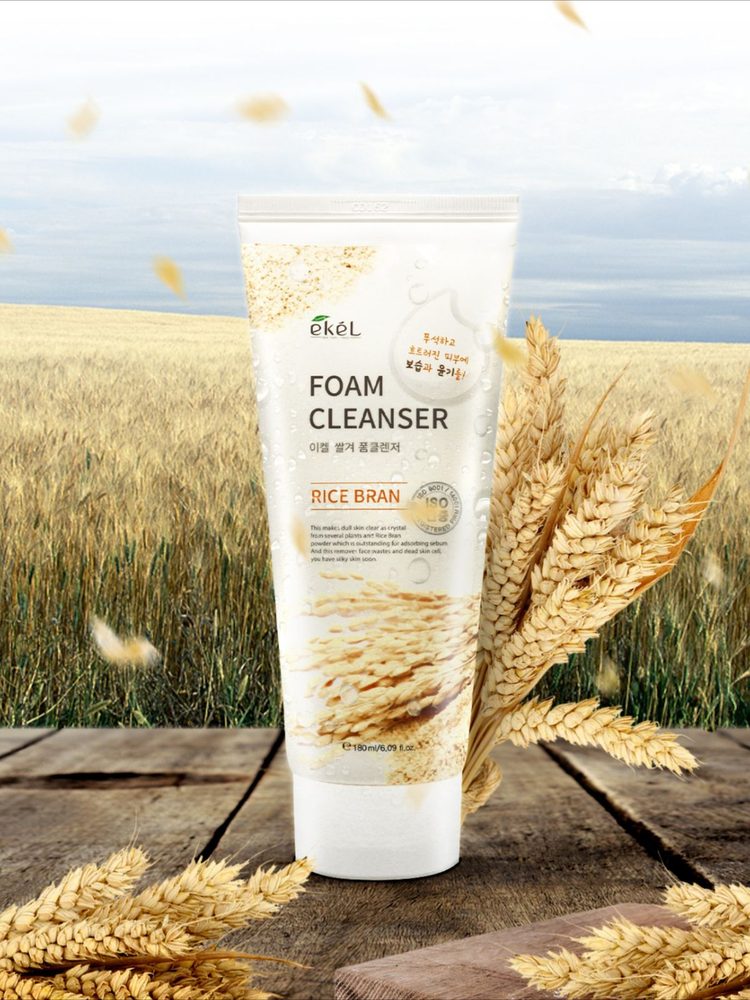 ekel
푸석하고
흐트러진 피부에
보습과 윤기를!
FOAM
CLEANSER
이켈 쌀겨 폼클렌저
RICE BRAN
ISO
This makes dull skin clear as crystal
from several plants and Rice Bran
powder which is outstanding for adsorbing sebum.
And this remover face wastes and dead skin cell,
you have silky skin soon.
℮180ml/6.09 fl.oz.